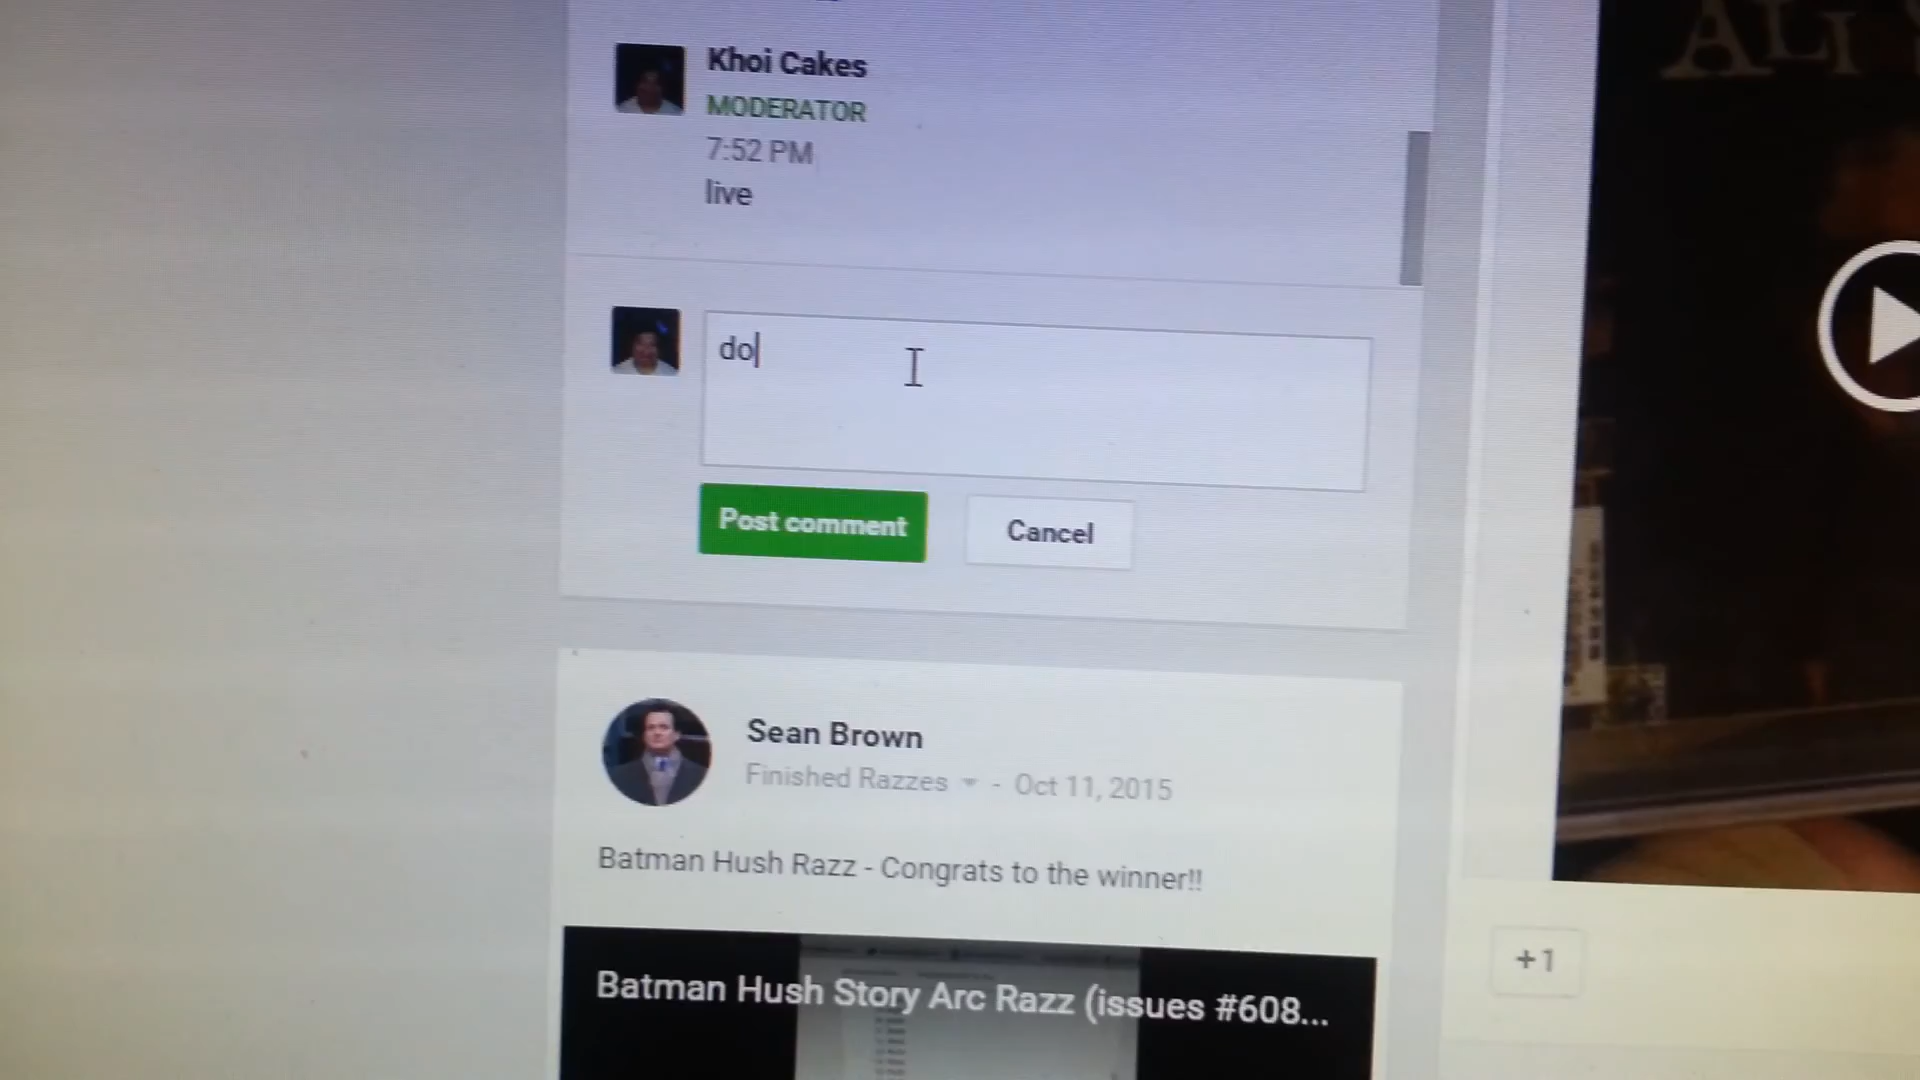 ALI
Khoi Cakes
MODERATOR
7:52 PM
live
do
Post comment
Cancel
Sean Brown
Finished Razzes - Oct 11, 2015
Batman Hush Razz - Congrats to the winner!!
Batman Hush Story Arc Razz (issues #608...
+1